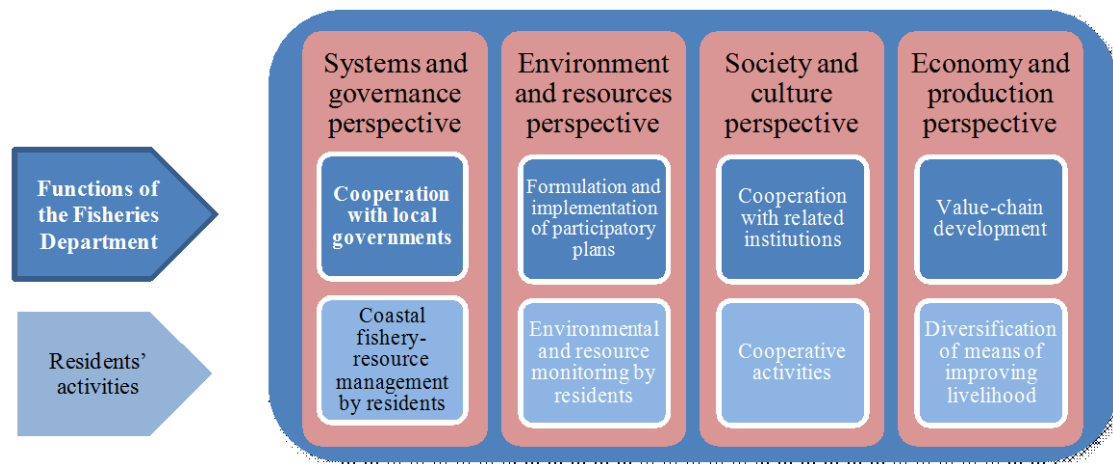 Systems and
governance
perspective
Environment
and resources
perspective
Society and
culture
perspective
Economy and
production
perspective
Functions of
the Fisheries
Department
Cooperation
with local
governments
Formulation and
implementation
of participatory
plans
Cooperation
with related
institutions
Value-chain
development
Residents’
activities
Coastal
fishery-
resource
management
by residents
Environmental
and resource
monitoring by
residents
Cooperative
activities
Diversification
of means of
improving
livelihood